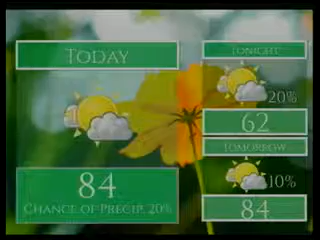 TODAY
84
CHANCE OF PRECIP. 20%
TONIGHT
20%
62
TOMORROW
10%
84